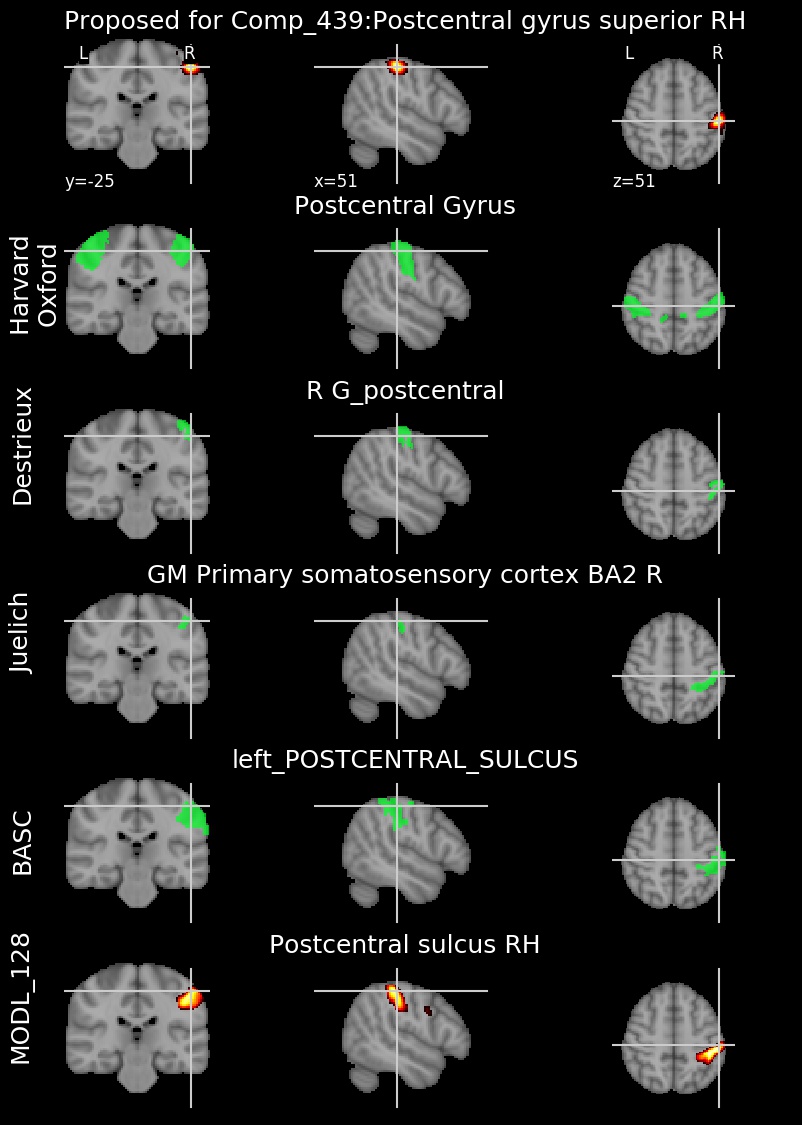 Proposed for Comp_439:Postcentral gyrus superior RH
L R L R
y=-25 x=51 z=51
Postcentral Gyrus
Harvard
Oxford
R G_postcentral
Destrieux
GM Primary somatosensory cortex BA2 R
Juelich
left_POSTCENTRAL_SULCUS
BASC
Postcentral sulcus RH
MODL_128